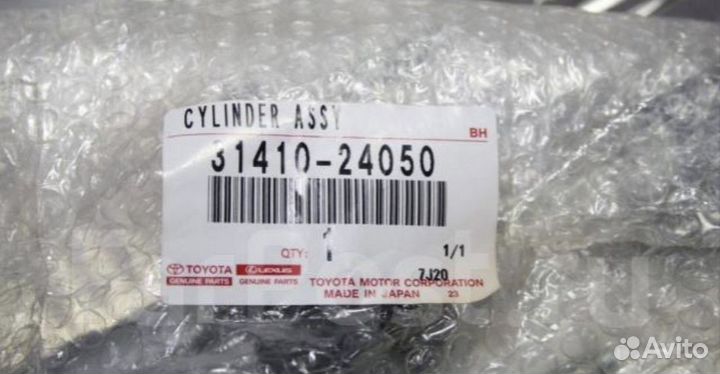 CYLINDER ASSY
BH
31410-24050
QTY: 1
1/1
7J20
TOYOTA LEXUS
GENUINE PARTS GENUINE PARTS
TOYOTA MOTOR CORPORATION
MADE IN JAPAN 23
Avito